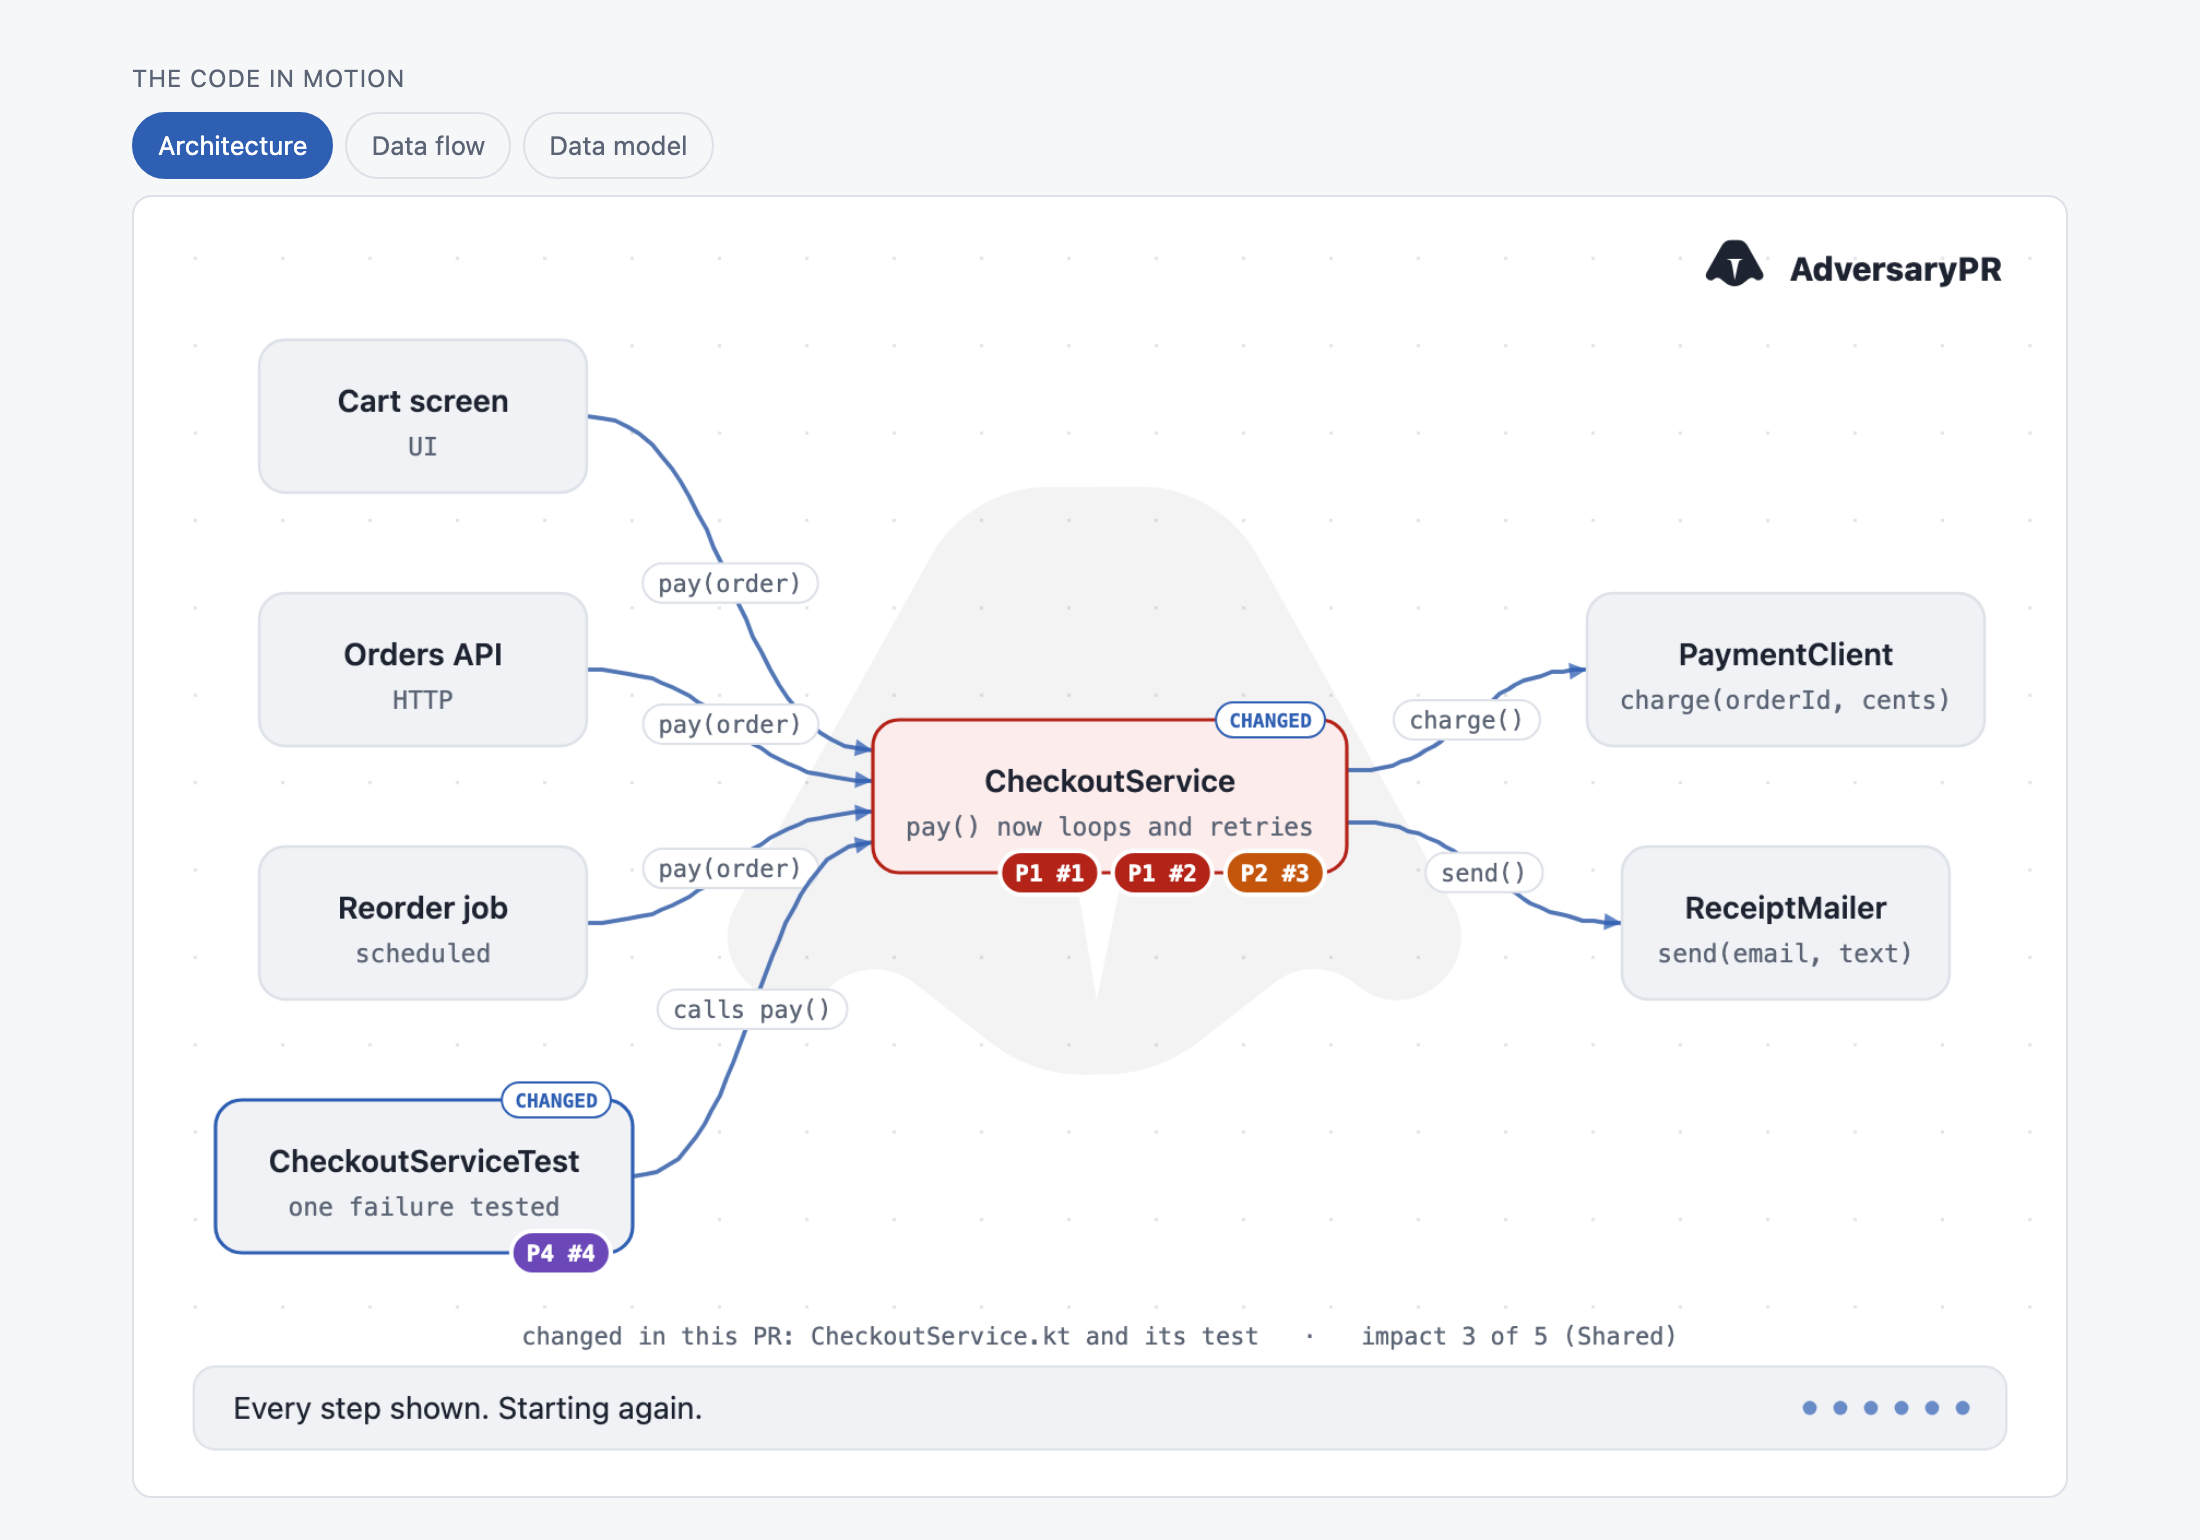 THE CODE IN MOTION
Architecture
Data flow
Data model
AdversaryPR
Cart screen
UI
pay(order)
Orders API
HTTP
pay(order)
PaymentClient
charge(orderId, cents)
charge()
CHANGED
CheckoutService
pay() now loops and retries
P1 #1
P1 #2
P2 #3
Reorder job
scheduled
pay(order)
send()
ReceiptMailer
send(email, text)
calls pay()
CHANGED
CheckoutServiceTest
one failure tested
P4 #4
changed in this PR: CheckoutService.kt and its test · impact 3 of 5 (Shared)
Every step shown. Starting again.